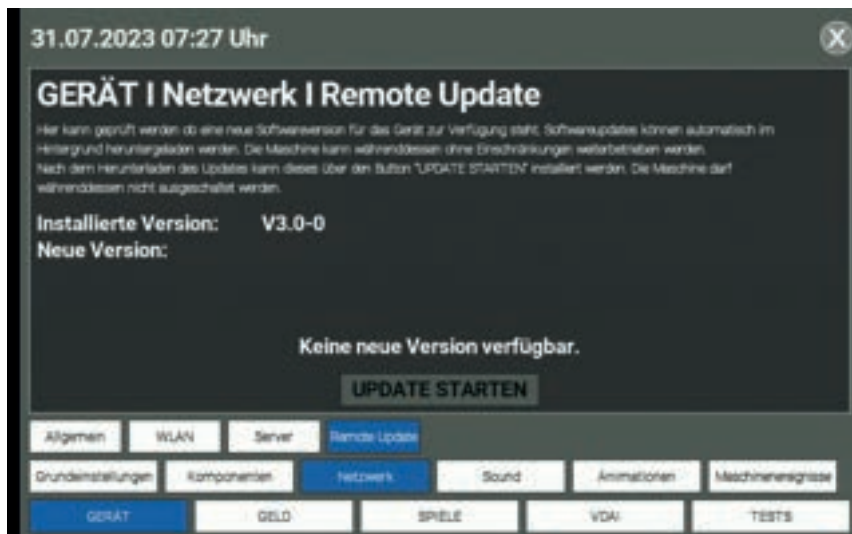 31.07.2023 07:27 Uhr
X
GERÄT I Netzwerk I Remote Update
Hier kann geprüft werden ob eine neue Softwareversion für das Gerät zur Verfügung steht. Softwareupdates können automatisch im
Hintergrund heruntergeladen werden. Die Maschine kann währenddessen ohne Einschränkungen weiterbetrieben werden.
Nach dem Herunterladen des Updates kann dieses über den Button "UPDATE STARTEN" installiert werden. Die Maschine darf
währenddessen nicht ausgeschaltet werden.
Installierte Version: V3.0-0
Neue Version:
Keine neue Version verfügbar.
UPDATE STARTEN
Allgemein WLAN Server Remote Update
Grundeinstellungen Komponenten Netzwerk Sound Animationen Maschinenereignisse
GERÄT GELD SPIELE VDAI TESTS